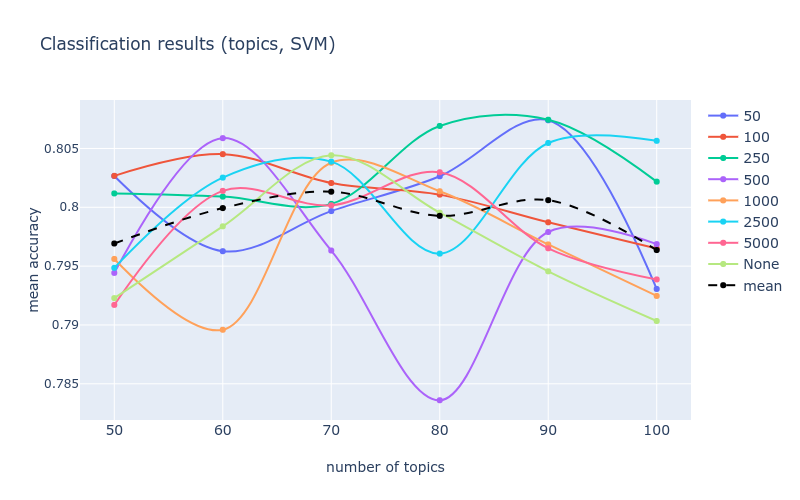 Classification results (topics, SVM)
mean accuracy
0.805
0.8
0.795
0.79
0.785
50 60 70 80 90 100
number of topics
50
100
250
500
1000
2500
5000
None
mean